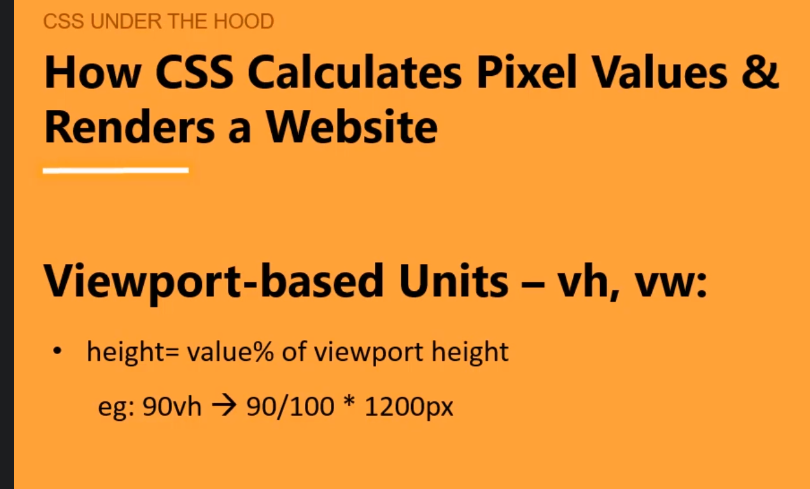 CSS UNDER THE HOOD
How CSS Calculates Pixel Values &
Renders a Website
Viewport-based Units – vh, vw:
• height= value% of viewport height
eg: 90vh → 90/100 * 1200px